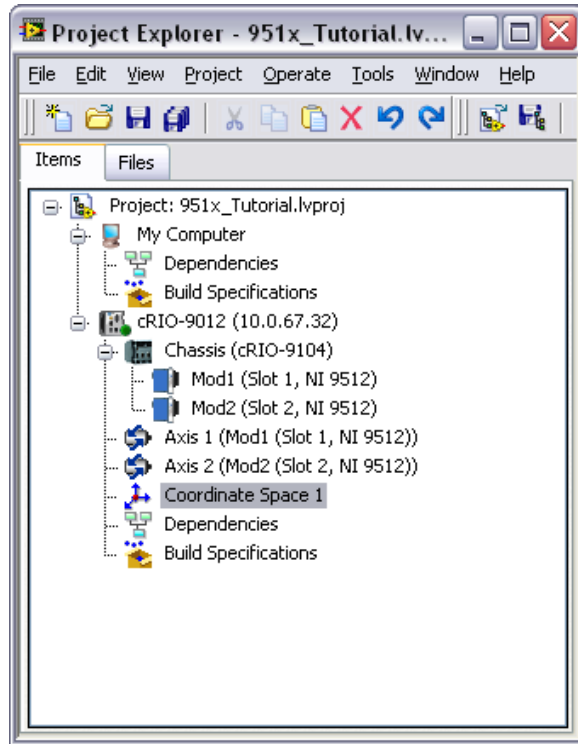 Project Explorer - 951x_Tutorial.lv...
File Edit View Project Operate Tools Window Help
Items Files
Project: 951x_Tutorial.lvproj
My Computer
Dependencies
Build Specifications
cRIO-9012 (10.0.67.32)
Chassis (cRIO-9104)
Mod1 (Slot 1, NI 9512)
Mod2 (Slot 2, NI 9512)
Axis 1 (Mod1 (Slot 1, NI 9512))
Axis 2 (Mod2 (Slot 2, NI 9512))
Coordinate Space 1
Dependencies
Build Specifications